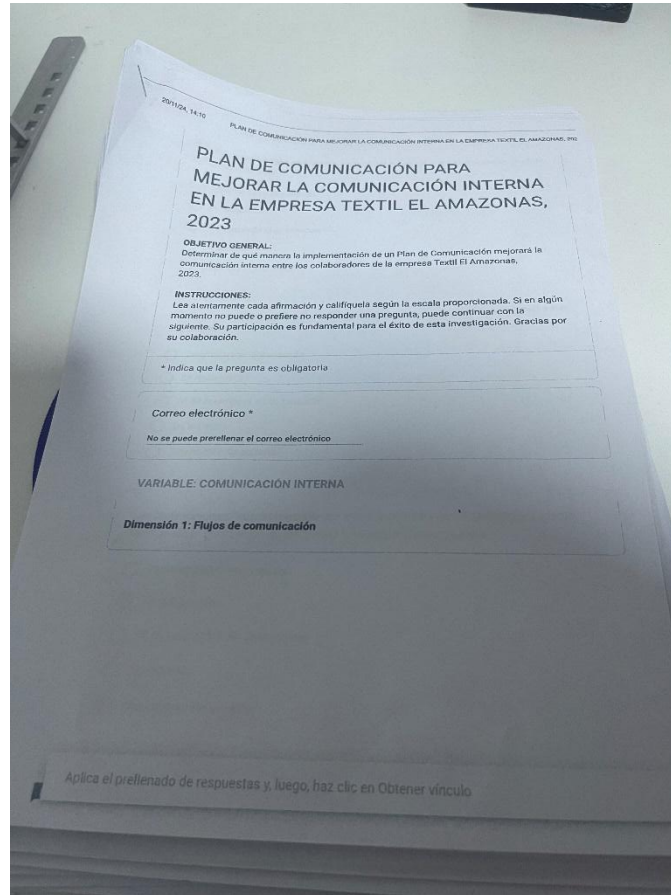 20/11/24, 14:10
PLAN DE COMUNICACIÓN PARA MEJORAR LA COMUNICACIÓN INTERNA EN LA EMPRESA TEXTIL EL AMAZONAS, 202
PLAN DE COMUNICACIÓN PARA
MEJORAR LA COMUNICACIÓN INTERNA
EN LA EMPRESA TEXTIL EL AMAZONAS,
2023
OBJETIVO GENERAL:
Determinar de qué manera la implementación de un Plan de Comunicación mejorará la
comunicación interna entre los colaboradores de la empresa Textil El Amazonas,
2023.
INSTRUCCIONES:
Lea atentamente cada afirmación y califíquela según la escala proporcionada. Si en algún
momento no puede o prefiere no responder una pregunta, puede continuar con la
siguiente. Su participación es fundamental para el éxito de esta investigación. Gracias por
su colaboración.
* Indica que la pregunta es obligatoria
Correo electrónico *
No se puede prerellenar el correo electrónico
VARIABLE: COMUNICACIÓN INTERNA
Dimensión 1: Flujos de comunicación
Aplica el prellenado de respuestas y, luego, haz clic en Obtener vínculo